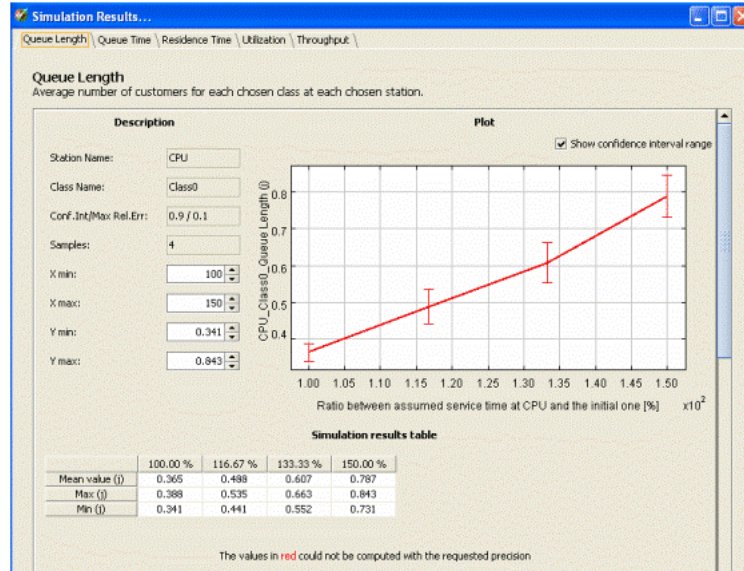 Simulation Results...
Queue Length \ Queue Time \ Residence Time \ Utilization \ Throughput \
Queue Length
Average number of customers for each chosen class at each chosen station.
Description
Station Name: CPU
Class Name: Class0
Conf.Int/Max Rel.Err: 0.9 / 0.1
Samples: 4
X min: 100
X max: 150
Y min: 0.341
Y max: 0.843
Plot
Show confidence interval range
CPU_Class0_Queue Length (j)
0.8
0.7
0.6
0.5
0.4
1.00 1.05 1.10 1.15 1.20 1.25 1.30 1.35 1.40 1.45 1.50
Ratio between assumed service time at CPU and the initial one [%] x10²
Simulation results table
100.00 % 116.67 % 133.33 % 150.00 %
Mean value (j) 0.365 0.488 0.607 0.787
Max (j) 0.388 0.535 0.663 0.843
Min (j) 0.341 0.441 0.552 0.731
The values in red could not be computed with the requested precision